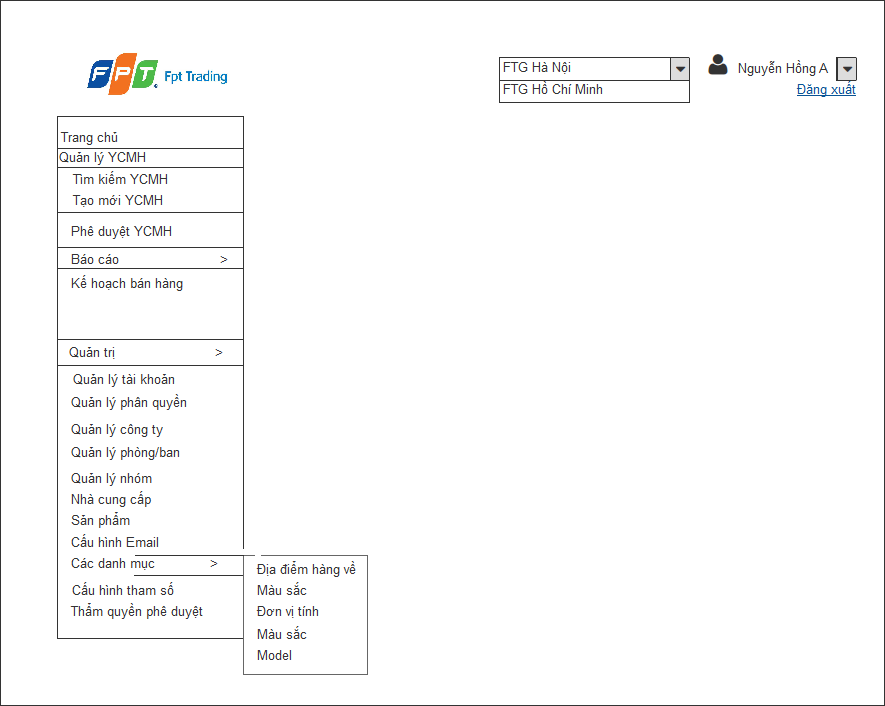 FPT Fpt Trading
FTG Hà Nội
FTG Hồ Chí Minh
Nguyễn Hồng A
Đăng xuất
Trang chủ
Quản lý YCMH
Tìm kiếm YCMH
Tạo mới YCMH
Phê duyệt YCMH
Báo cáo >
Kế hoạch bán hàng
Quản trị >
Quản lý tài khoản
Quản lý phân quyền
Quản lý công ty
Quản lý phòng/ban
Quản lý nhóm
Nhà cung cấp
Sản phẩm
Cấu hình Email
Các danh mục >
Cấu hình tham số
Thẩm quyền phê duyệt
Địa điểm hàng về
Màu sắc
Đơn vị tính
Màu sắc
Model